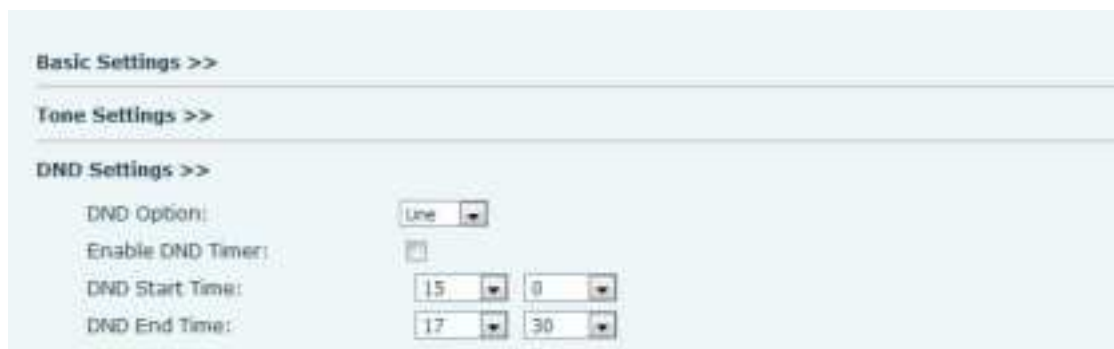 Basic Settings >>
Tone Settings >>
DND Settings >>
DND Option: Line
Enable DND Timer:
DND Start Time: 15 0
DND End Time: 17 30